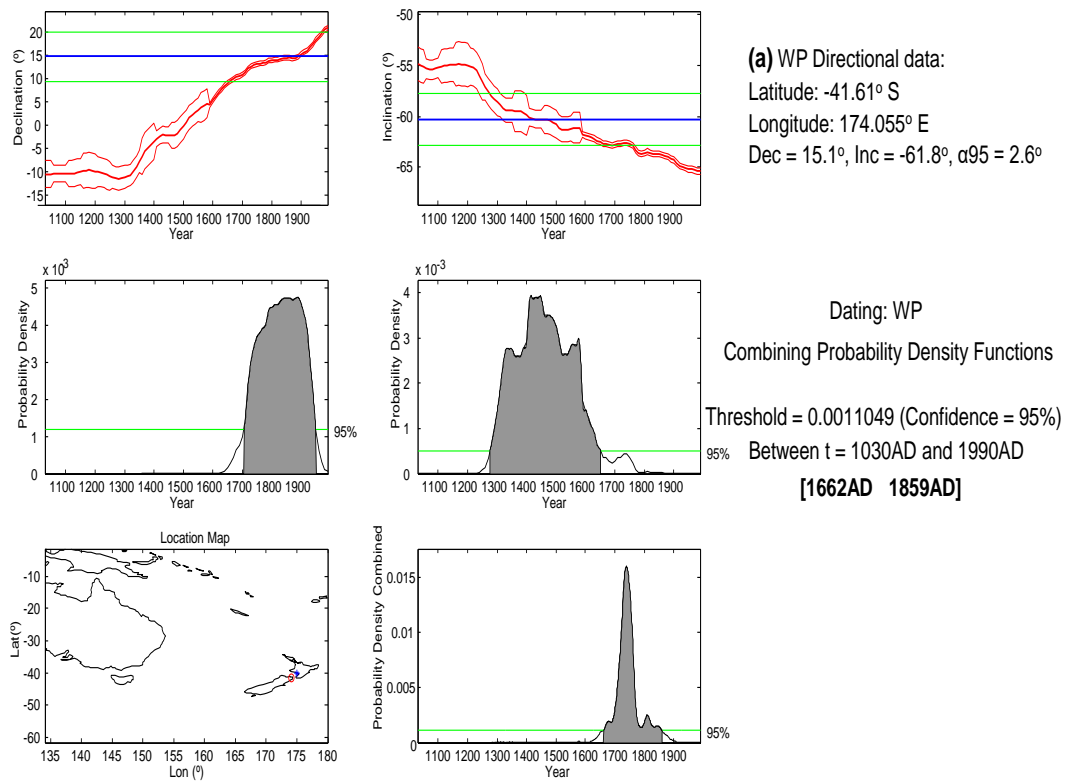 20
15
10
5
0
-5
-10
-15
Declination (º)
1100 1200 1300 1400 1500 1600 1700 1800 1900
Year
-50
-55
-60
-65
Inclination (º)
1100 1200 1300 1400 1500 1600 1700 1800 1900
Year
(a) WP Directional data:
Latitude: -41.61º S
Longitude: 174.055º E
Dec = 15.1º, Inc = -61.8º, α95 = 2.6º
x 10³
5
4
3
2
1
0
Probability Density
95%
1100 1200 1300 1400 1500 1600 1700 1800 1900
Year
x 10⁻³
4
3
2
1
0
Probability Density
95%
1100 1200 1300 1400 1500 1600 1700 1800 1900
Year
Dating: WP
Combining Probability Density Functions
Threshold = 0.0011049 (Confidence = 95%)
Between t = 1030AD and 1990AD
[1662AD 1859AD]
Location Map
-10
-20
-30
-40
-50
-60
Lat(º)
135 140 145 150 155 160 165 170 175 180
Lon (º)
0.015
0.01
0.005
0
Probability Density Combined
95%
1100 1200 1300 1400 1500 1600 1700 1800 1900
Year